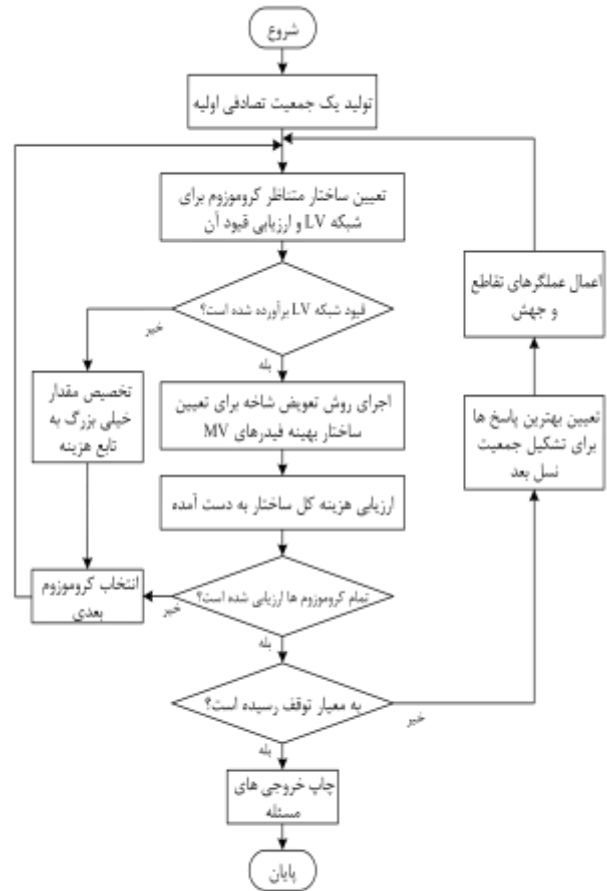 شروع
تولید یک جمعیت تصادفی اولیه
تعیین ساختار متناظر کروموزوم برای
شبکه LV و ارزیابی قیود آن
قیود شبکه LV برآورده شده است؟
خیر
بله
تخصیص مقدار
خیلی بزرگ به
تابع هزینه
اجرای روش تعویض شاخه برای تعیین
ساختار بهینه فیدرهای MV
ارزیابی هزینه کل ساختار به دست آمده
تمام کروموزوم ها ارزیابی شده است؟
خیر
بله
انتخاب کروموزوم
بعدی
به معیار توقف رسیده است؟
خیر
بله
تعیین بهترین پاسخ ها
برای تشکیل جمعیت
نسل بعد
اعمال عملگرهای تقاطع
و جهش
چاپ خروجی های
مسئله
پایان